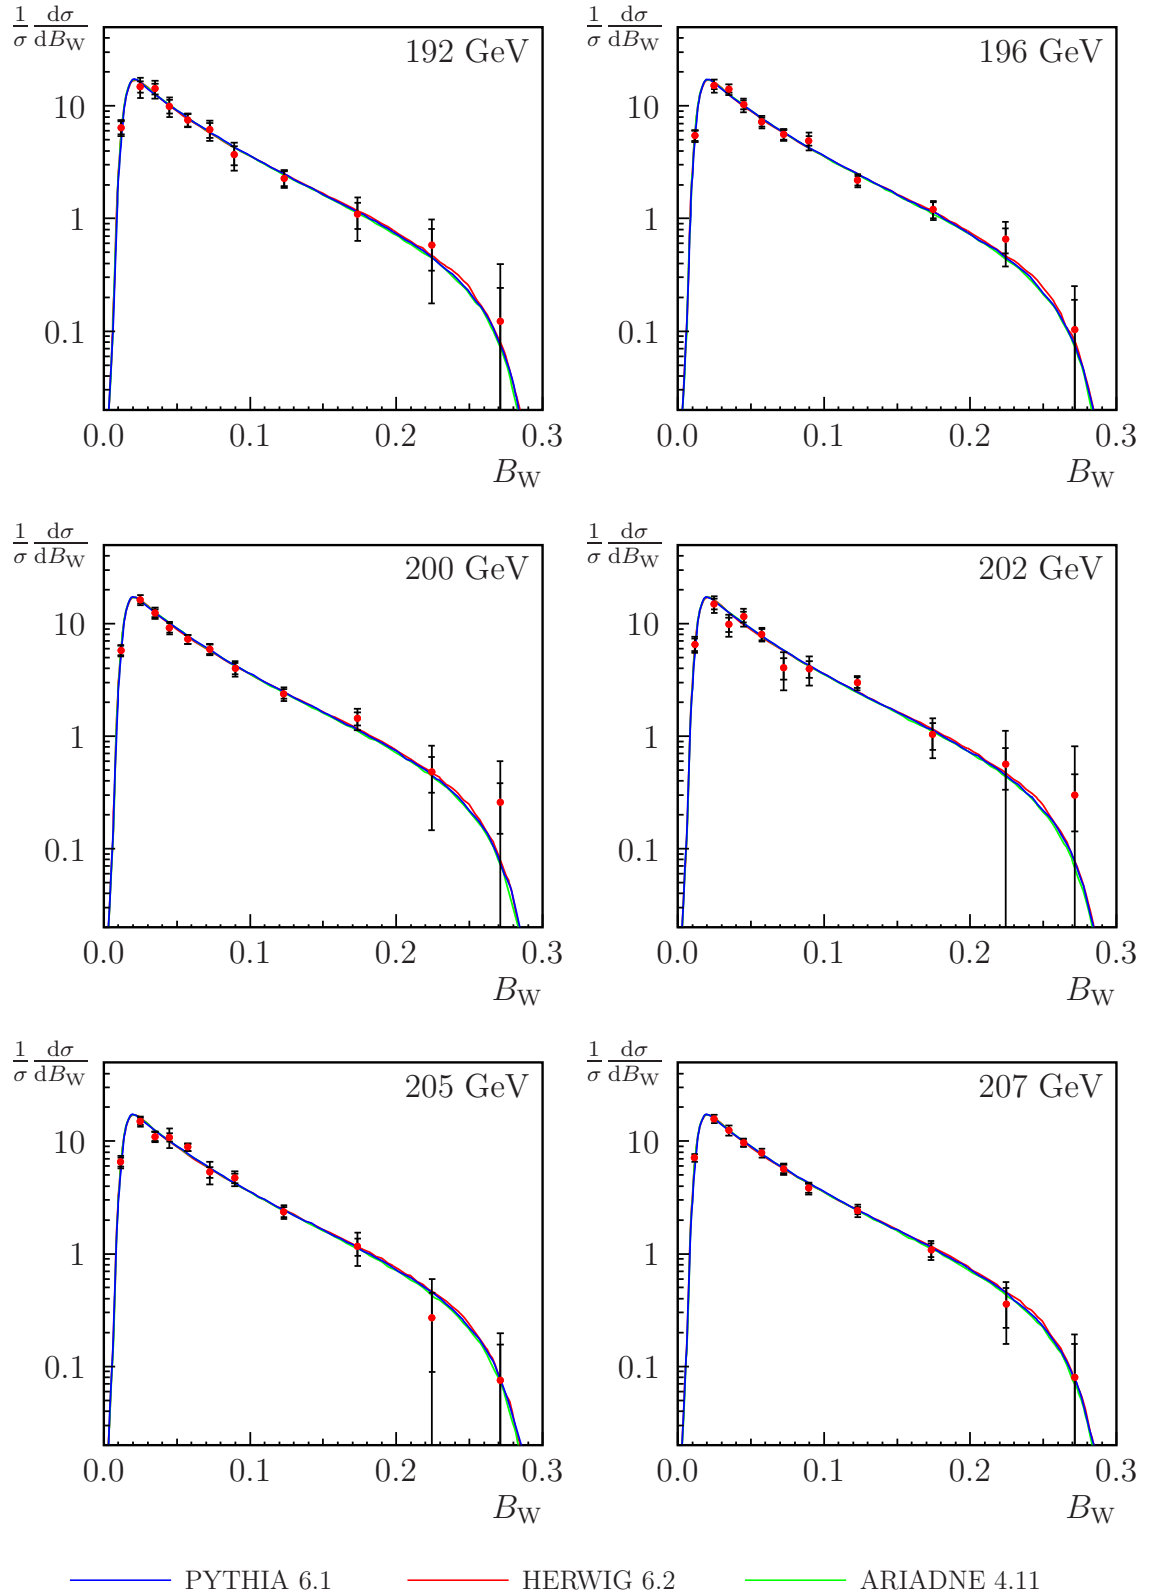 1/σ dσ/dB_W 192 GeV
10
1
0.1
0.0 0.1 0.2 0.3
B_W
1/σ dσ/dB_W 196 GeV
10
1
0.1
0.0 0.1 0.2 0.3
B_W
1/σ dσ/dB_W 200 GeV
10
1
0.1
0.0 0.1 0.2 0.3
B_W
1/σ dσ/dB_W 202 GeV
10
1
0.1
0.0 0.1 0.2 0.3
B_W
1/σ dσ/dB_W 205 GeV
10
1
0.1
0.0 0.1 0.2 0.3
B_W
1/σ dσ/dB_W 207 GeV
10
1
0.1
0.0 0.1 0.2 0.3
B_W
PYTHIA 6.1 HERWIG 6.2 ARIADNE 4.11